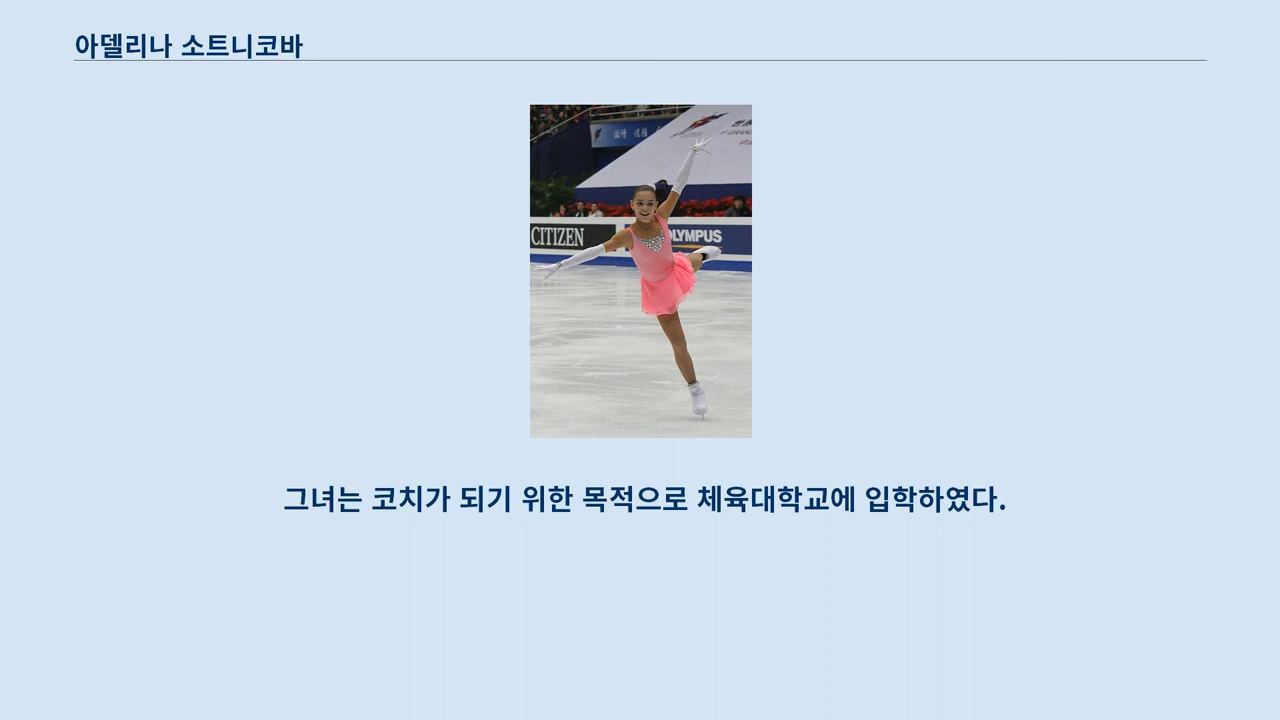 아델리나 소트니코바
CITIZEN
OLYMPUS
그녀는 코치가 되기 위한 목적으로 체육대학교에 입학하였다.